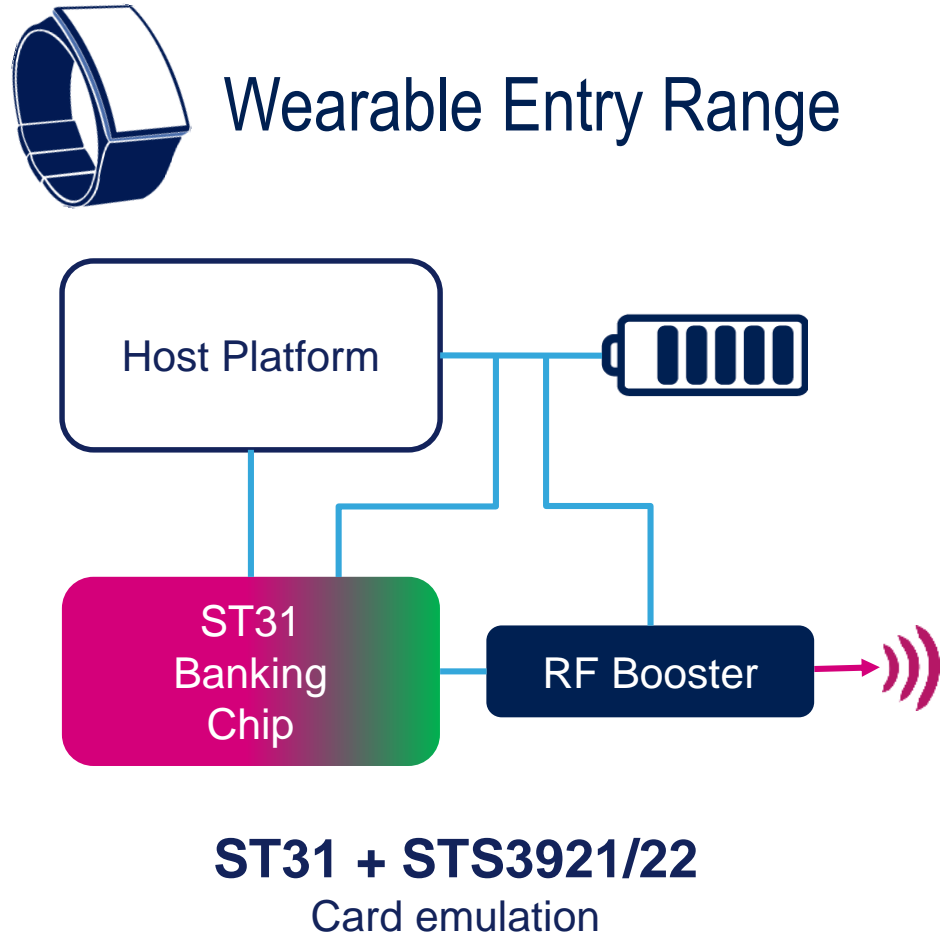 Wearable Entry Range
Host Platform
ST31
Banking
Chip
RF Booster
ST31 + STS3921/22
Card emulation